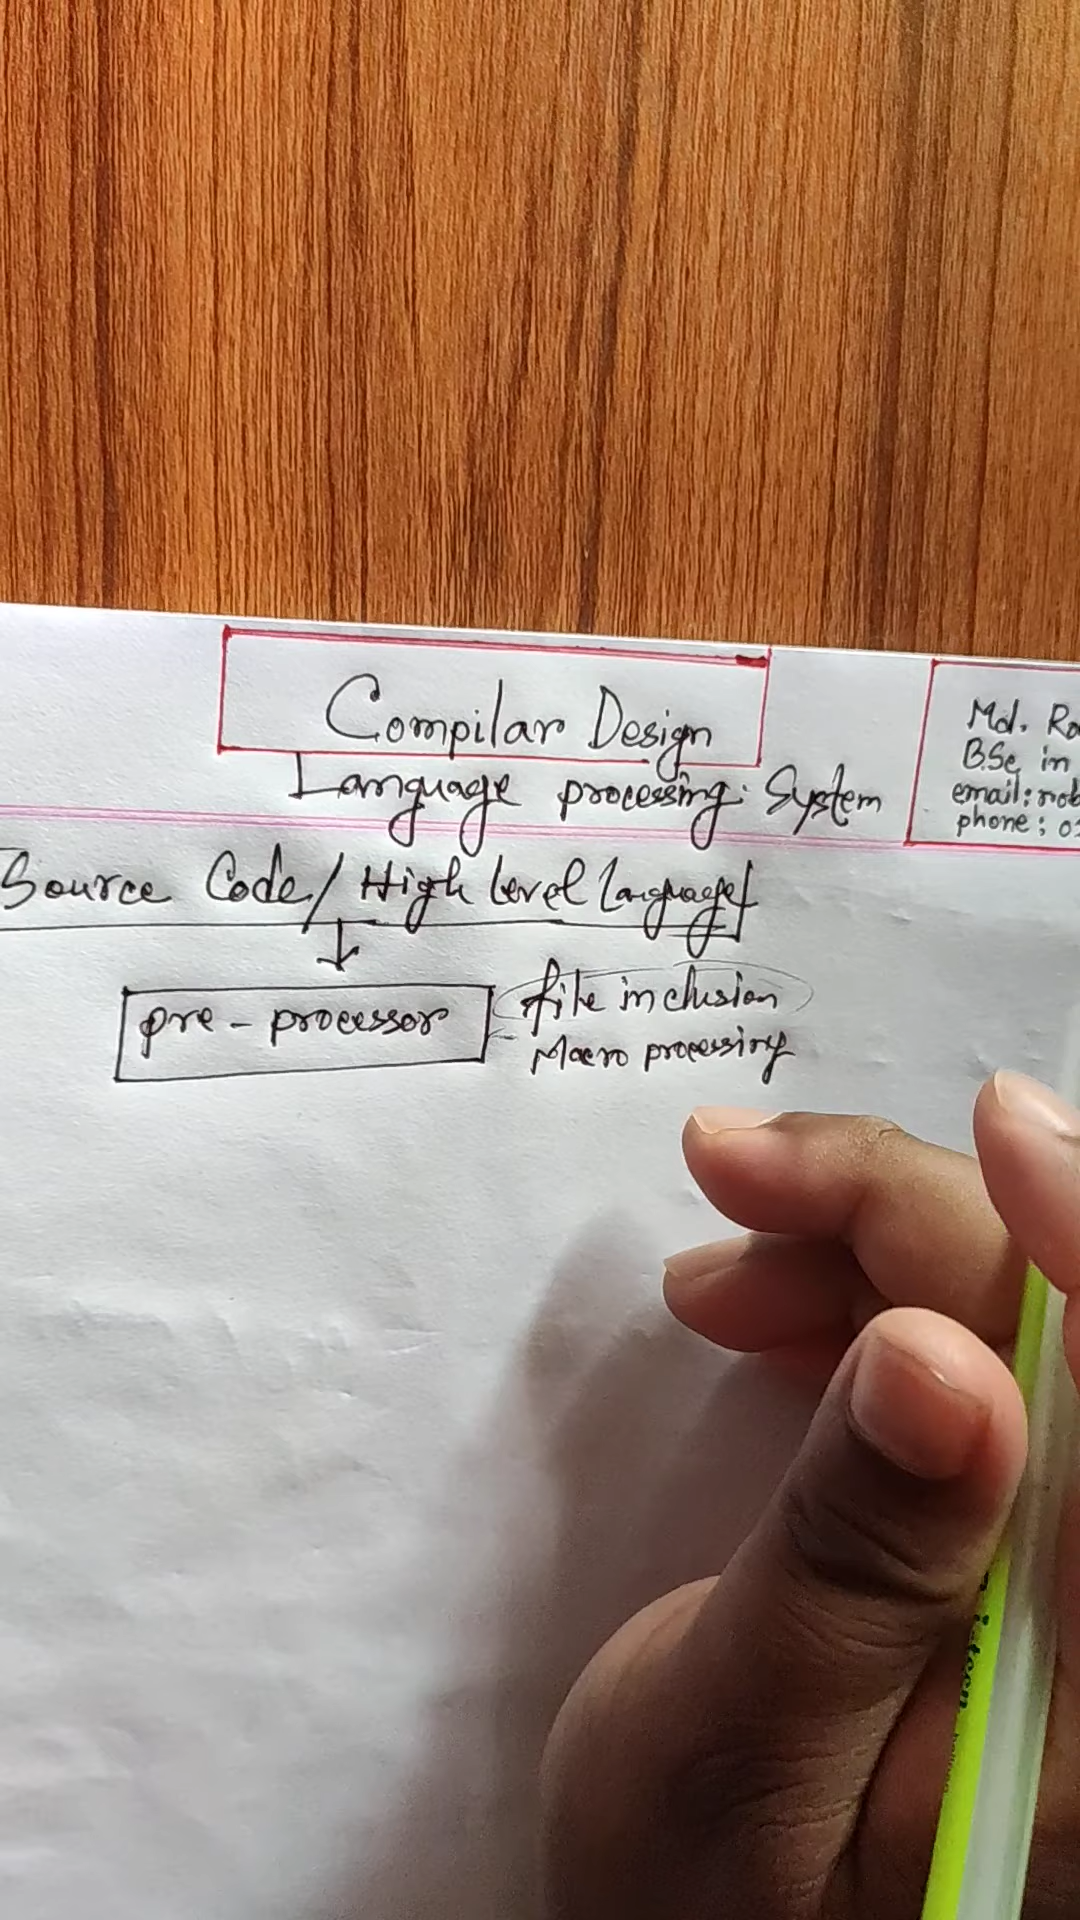 Compilar Design
Language processing System
Source Code/ High level language
pre-processor
file inclusion
Macro processing
Md.
BSc in
email:
phone: